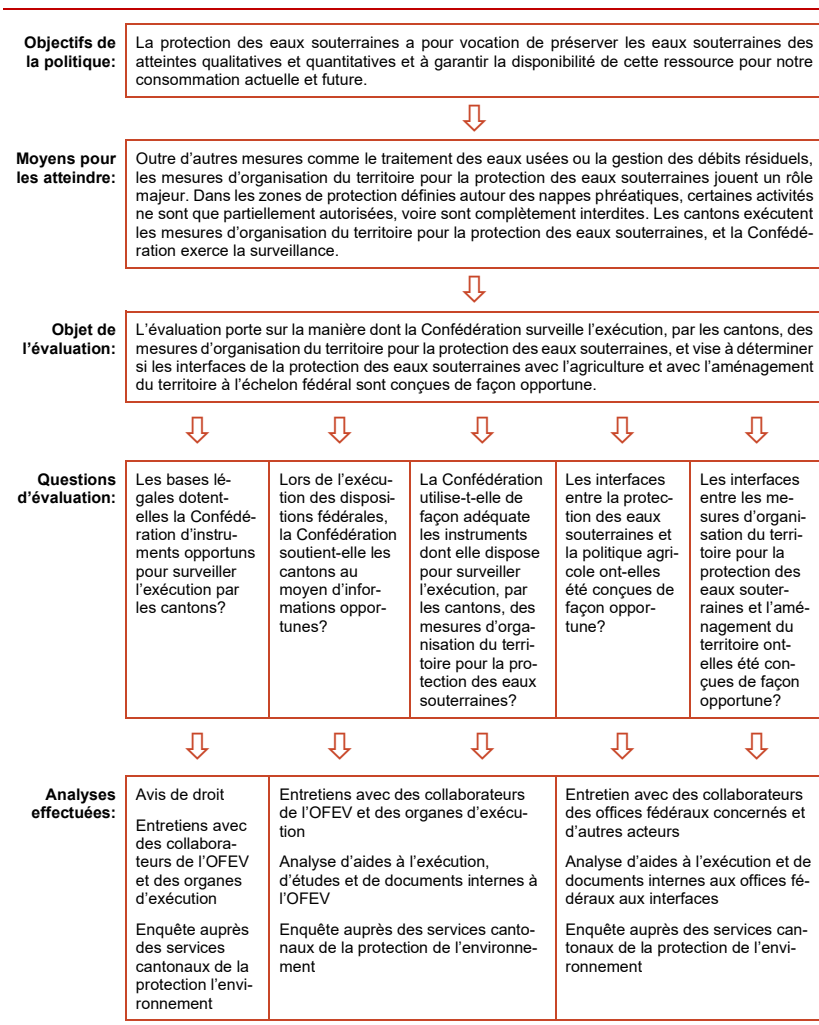 Objectifs de
la politique:
La protection des eaux souterraines a pour vocation de préserver les eaux souterraines des
atteintes qualitatives et quantitatives et à garantir la disponibilité de cette ressource pour notre
consommation actuelle et future.
Moyens pour
les atteindre:
Outre d'autres mesures comme le traitement des eaux usées ou la gestion des débits résiduels,
les mesures d'organisation du territoire pour la protection des eaux souterraines jouent un rôle
majeur. Dans les zones de protection définies autour des nappes phréatiques, certaines activités
ne sont que partiellement autorisées, voire sont complètement interdites. Les cantons exécutent
les mesures d'organisation du territoire pour la protection des eaux souterraines, et la Confédé-
ration exerce la surveillance.
Objet de
l'évaluation:
L'évaluation porte sur la manière dont la Confédération surveille l'exécution, par les cantons, des
mesures d'organisation du territoire pour la protection des eaux souterraines, et vise à déterminer
si les interfaces de la protection des eaux souterraines avec l'agriculture et avec l'aménagement
du territoire à l'échelon fédéral sont conçues de façon opportune.
Questions
d'évaluation:
Les bases lé-
gales dotent-
elles la Confédé-
ration d'instru-
ments opportuns
pour surveiller
l'exécution par
les cantons?
Lors de l'exécu-
tion des disposi-
tions fédérales,
la Confédération
soutient-elle les
cantons au
moyen d'infor-
mations oppor-
tunes?
La Confédération
utilise-t-elle de
façon adéquate
les instruments
dont elle dispose
pour surveiller
l'exécution, par
les cantons, des
mesures d'orga-
nisation du terri-
toire pour la pro-
tection des eaux
souterraines?
Les interfaces
entre la protec-
tion des eaux
souterraines et
la politique agri-
cole ont-elles
été conçues de
façon oppor-
tune?
Les interfaces
entre les me-
sures d'organi-
sation du terri-
toire pour la
protection des
eaux souter-
raines et l'amé-
nagement du
territoire ont-
elles été con-
çues de façon
opportune?
Analyses
effectuées:
Avis de droit
Entretiens avec
des collabora-
teurs de l'OFEV
et des organes
d'exécution
Enquête auprès
des services
cantonaux de la
protection l'envi-
ronnement
Entretiens avec des collaborateurs
de l'OFEV et des organes d'exécu-
tion
Analyse d'aides à l'exécution,
d'études et de documents internes à
l'OFEV
Enquête auprès des services canto-
naux de la protection de l'environne-
ment
Entretien avec des collaborateurs
des offices fédéraux concernés et
d'autres acteurs
Analyse d'aides à l'exécution et de
documents internes aux offices fé-
déraux aux interfaces
Enquête auprès des services can-
tonaux de la protection de l'envi-
ronnement